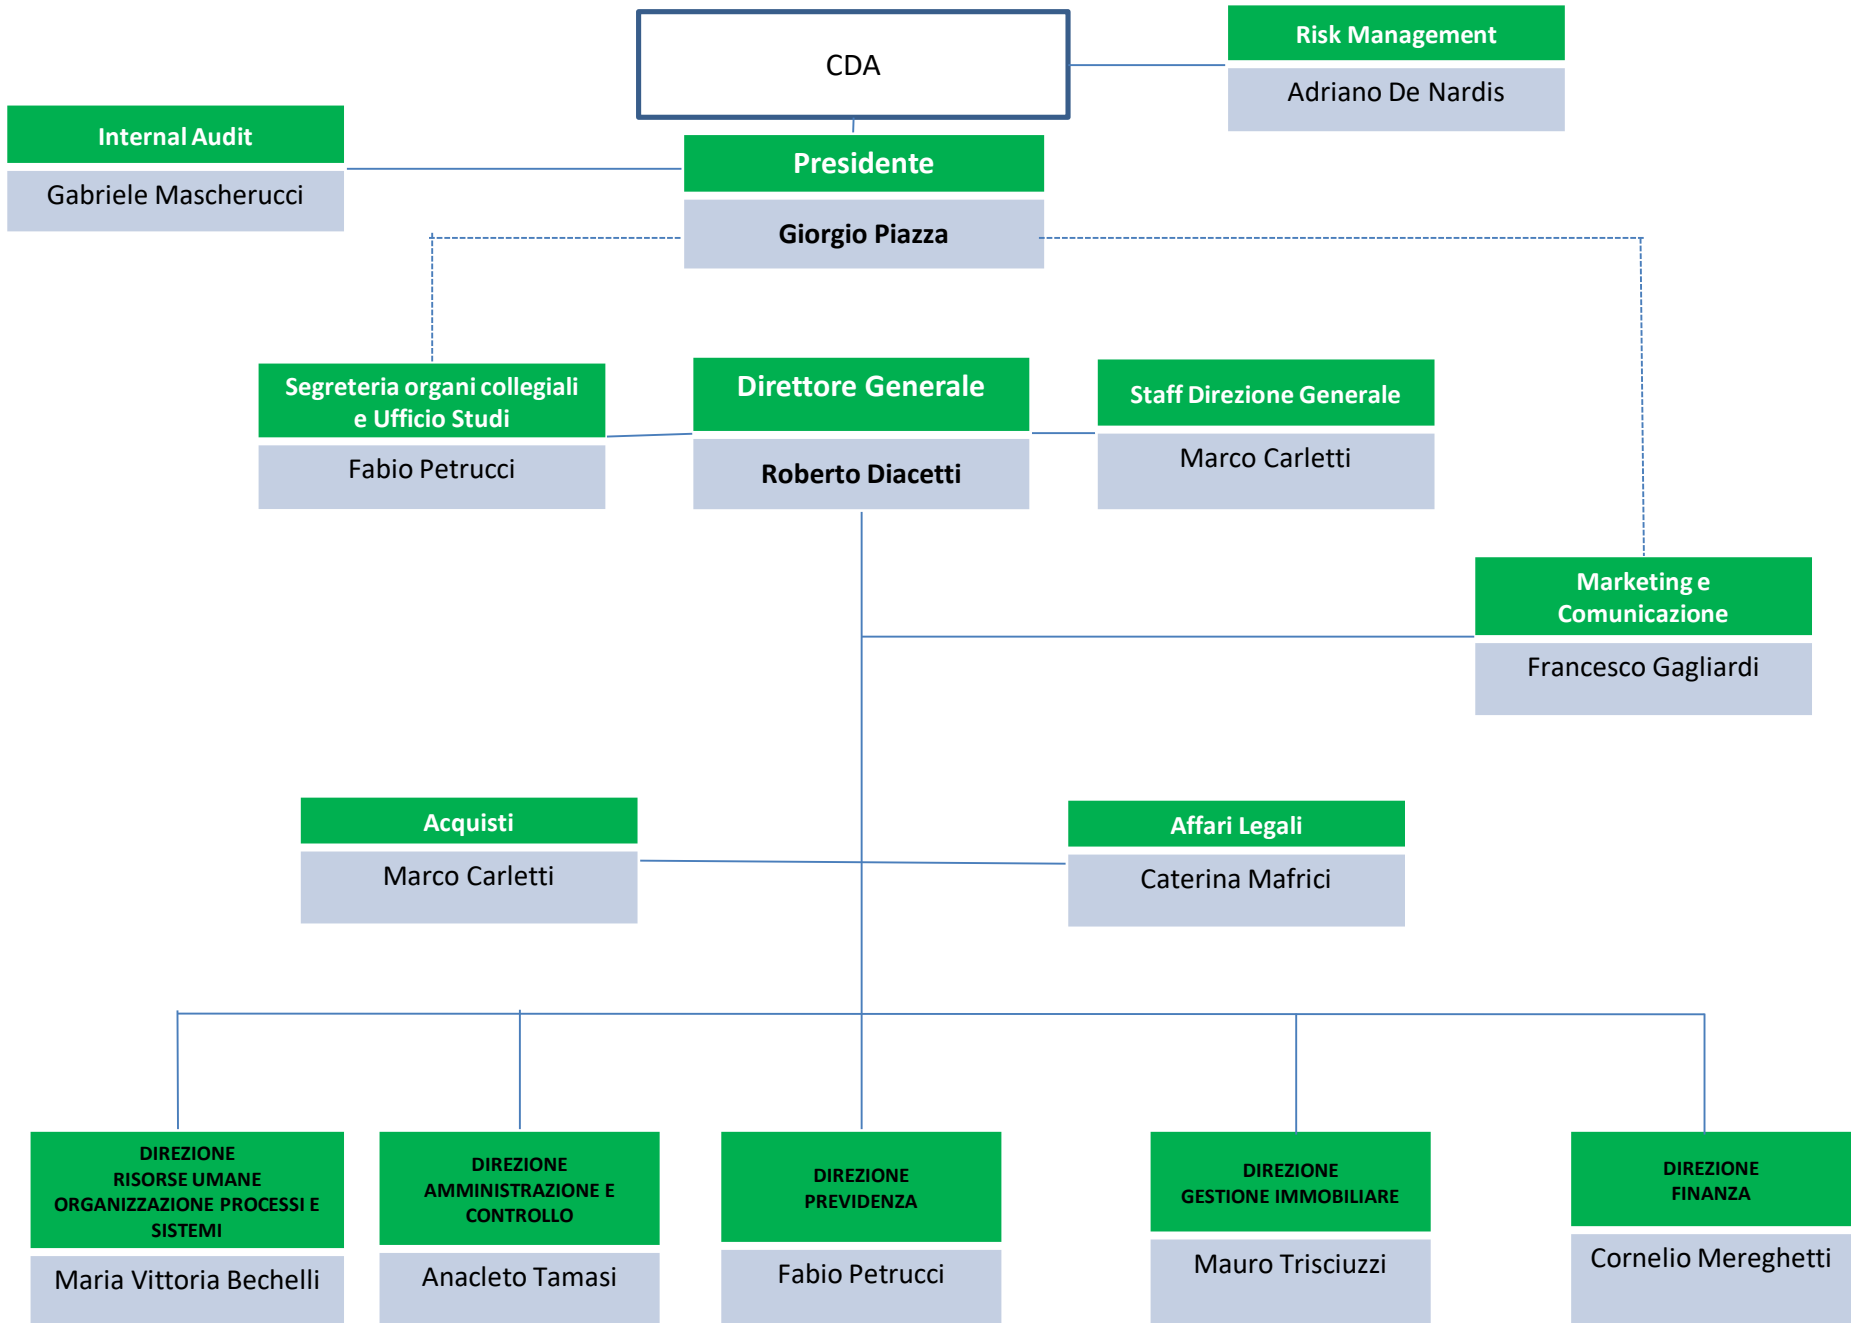 CDA
Risk Management
Adriano De Nardis
Internal Audit
Gabriele Mascherucci
Presidente
Giorgio Piazza
Segreteria organi collegiali
e Ufficio Studi
Fabio Petrucci
Direttore Generale
Roberto Diacetti
Staff Direzione Generale
Marco Carletti
Marketing e
Comunicazione
Francesco Gagliardi
Acquisti
Marco Carletti
Affari Legali
Caterina Mafrici
DIREZIONE
RISORSE UMANE
ORGANIZZAZIONE PROCESSI E
SISTEMI
Maria Vittoria Bechelli
DIREZIONE
AMMINISTRAZIONE E
CONTROLLO
Anacleto Tamasi
DIREZIONE
PREVIDENZA
Fabio Petrucci
DIREZIONE
GESTIONE IMMOBILIARE
Mauro Trisciuzzi
DIREZIONE
FINANZA
Cornelio Mereghetti